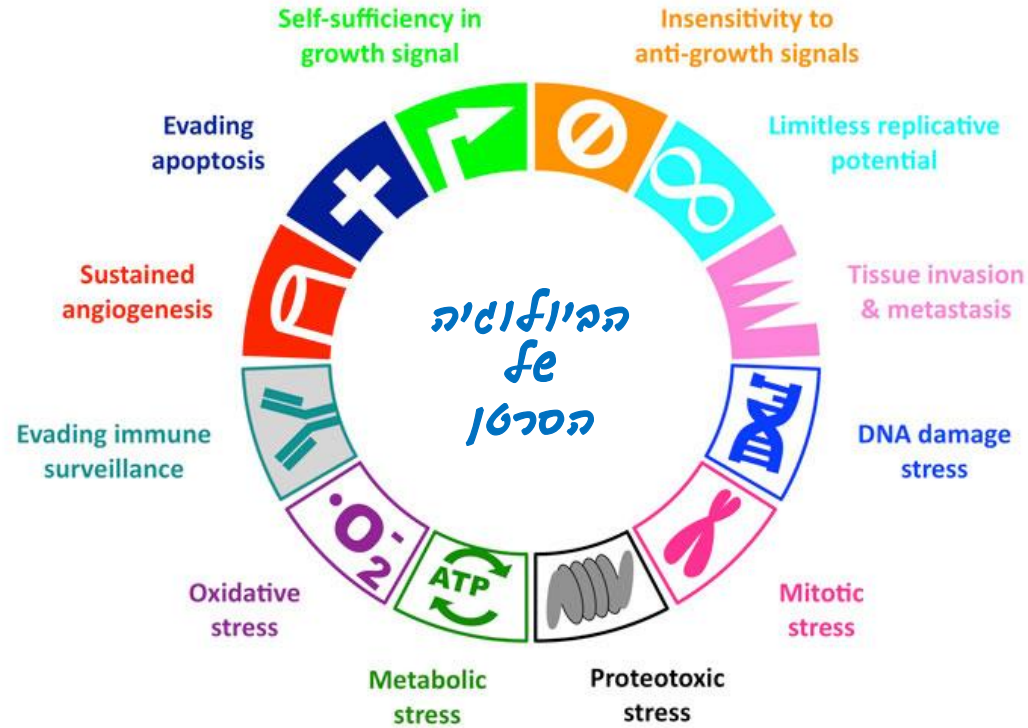 Self-sufficiency in
growth signal
Insensitivity to
anti-growth signals
Evading
apoptosis
Limitless replicative
potential
Sustained
angiogenesis
Tissue invasion
& metastasis
הביולוגיה
של
הסרטן
Evading immune
surveillance
DNA damage
stress
•O₂⁻
Oxidative
stress
ATP
Metabolic
stress
Proteotoxic
stress
Mitotic
stress